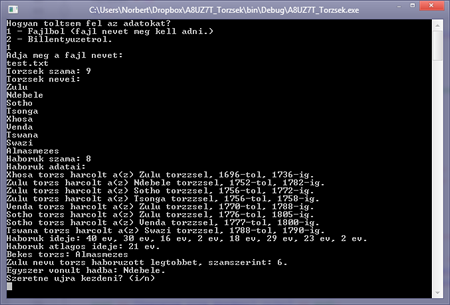 C:\Users\Norbert\Dropbox\A8UZ7T_Torzsek\bin\Debug\A8UZ7T_Torzsek.exe
Hogyan toltsem fel az adatokat?
1 - Fajlbol (fajl nevet meg kell adni.)
2 - Billentyuzetrol.
1
Adja meg a fajl nevet:
test.txt
Torzsek szama: 9
Torzsek nevei:
Zulu
Ndebele
Sotho
Tsonga
Xhosa
Venda
Tswana
Swazi
Almasmezes
Haboruk szama: 8
Haboruk adatai:
Xhosa torzs harcolt a(z) Zulu torzzsel, 1696-tol, 1736-ig.
Zulu torzs harcolt a(z) Ndebele torzzsel, 1752-tol, 1782-ig.
Zulu torzs harcolt a(z) Sotho torzzsel, 1756-tol, 1772-ig.
Zulu torzs harcolt a(z) Tsonga torzzsel, 1756-tol, 1758-ig.
Venda torzs harcolt a(z) Zulu torzzsel, 1770-tol, 1788-ig.
Sotho torzs harcolt a(z) Zulu torzzsel, 1776-tol, 1805-ig.
Sotho torzs harcolt a(z) Venda torzzsel, 1777-tol, 1800-ig.
Tswana torzs harcolt a(z) Swazi torzzsel, 1788-tol, 1790-ig.
Haboruk ideje: 40 ev, 30 ev, 16 ev, 2 ev, 18 ev, 29 ev, 23 ev, 2 ev.
Haboruk atlagos ideje: 21 ev.
Bekes torzs: Almasmezes
Zulu nevu torzs haboruzott legtobbet, szamszerint: 6.
Egyszer vonult hadba: Ndebele.
Szeretne ujra kezdeni? (i/n)